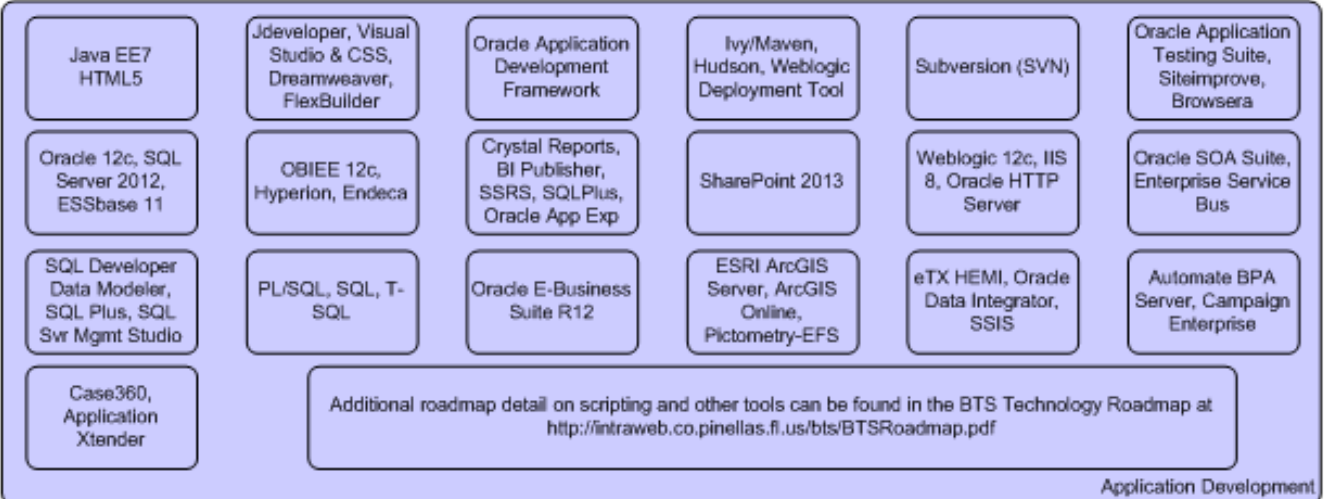 Java EE7
HTML5
Jdeveloper, Visual
Studio & CSS,
Dreamweaver,
FlexBuilder
Oracle Application
Development
Framework
Ivy/Maven,
Hudson, Weblogic
Deployment Tool
Subversion (SVN)
Oracle Application
Testing Suite,
Siteimprove,
Browsera
Oracle 12c, SQL
Server 2012,
ESSbase 11
OBIEE 12c,
Hyperion, Endeca
Crystal Reports,
BI Publisher,
SSRS, SQLPlus,
Oracle App Exp
SharePoint 2013
Weblogic 12c, IIS
8, Oracle HTTP
Server
Oracle SOA Suite,
Enterprise Service
Bus
SQL Developer
Data Modeler,
SQL Plus, SQL
Svr Mgmt Studio
PL/SQL, SQL, T-
SQL
Oracle E-Business
Suite R12
ESRI ArcGIS
Server, ArcGIS
Online,
Pictometry-EFS
eTX HEMI, Oracle
Data Integrator,
SSIS
Automate BPA
Server, Campaign
Enterprise
Case360,
Application
Xtender
Additional roadmap detail on scripting and other tools can be found in the BTS Technology Roadmap at
http://intraweb.co.pinellas.fl.us/bts/BTSRoadmap.pdf
Application Development